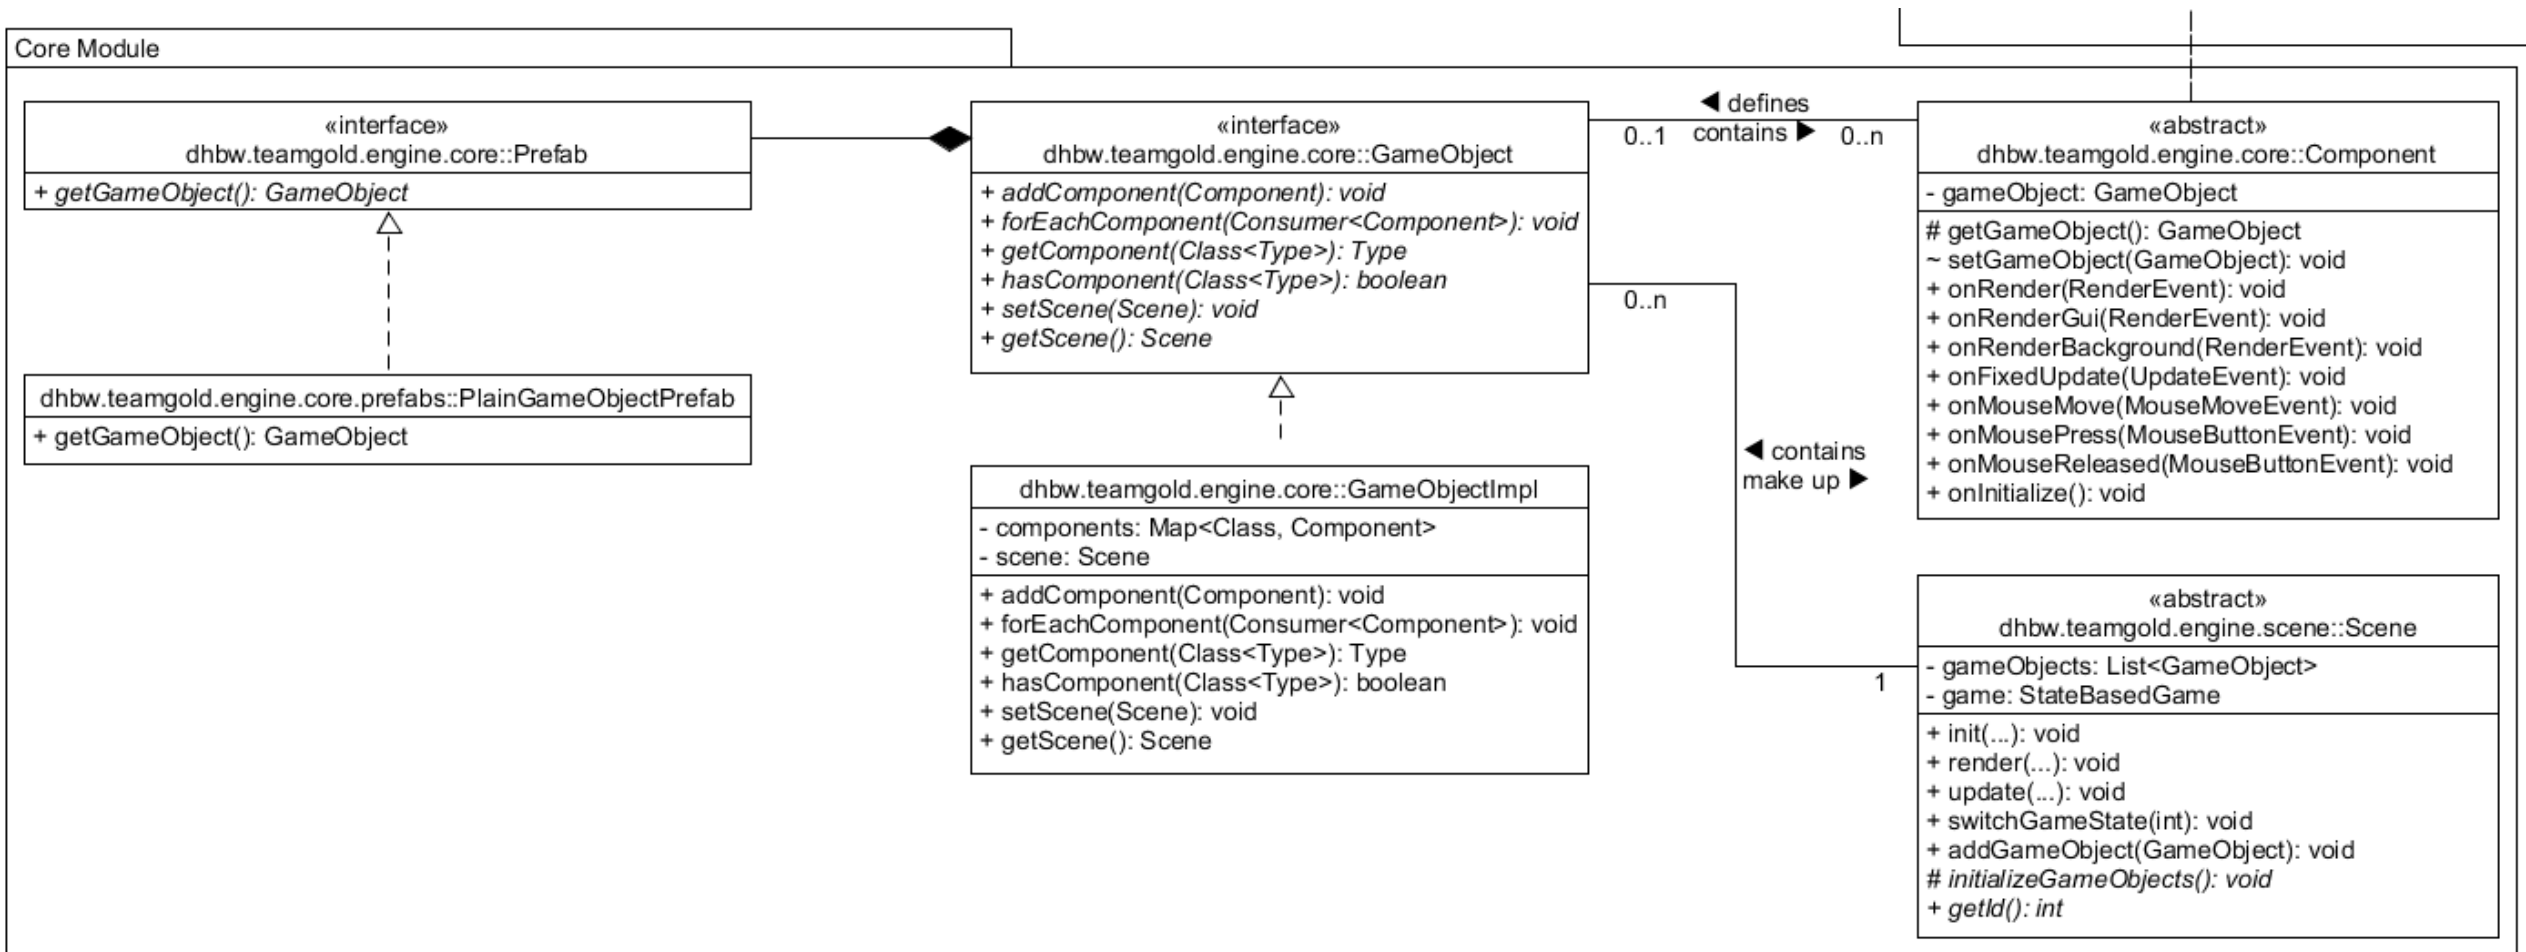 Core Module
«interface»
dhbw.teamgold.engine.core::Prefab
+ getGameObject(): GameObject
dhbw.teamgold.engine.core.prefabs::PlainGameObjectPrefab
+ getGameObject(): GameObject
«interface»
dhbw.teamgold.engine.core::GameObject
+ addComponent(Component): void
+ forEachComponent(Consumer<Component>): void
+ getComponent(Class<Type>): Type
+ hasComponent(Class<Type>): boolean
+ setScene(Scene): void
+ getScene(): Scene
dhbw.teamgold.engine.core::GameObjectImpl
- components: Map<Class, Component>
- scene: Scene
+ addComponent(Component): void
+ forEachComponent(Consumer<Component>): void
+ getComponent(Class<Type>): Type
+ hasComponent(Class<Type>): boolean
+ setScene(Scene): void
+ getScene(): Scene
◀ defines
0..1 contains ▶ 0..n
0..n
◀ contains
make up ▶
1
«abstract»
dhbw.teamgold.engine.core::Component
- gameObject: GameObject
# getGameObject(): GameObject
~ setGameObject(GameObject): void
+ onRender(RenderEvent): void
+ onRenderGui(RenderEvent): void
+ onRenderBackground(RenderEvent): void
+ onFixedUpdate(UpdateEvent): void
+ onMouseMove(MouseMoveEvent): void
+ onMousePress(MouseButtonEvent): void
+ onMouseReleased(MouseButtonEvent): void
+ onInitialize(): void
«abstract»
dhbw.teamgold.engine.scene::Scene
- gameObjects: List<GameObject>
- game: StateBasedGame
+ init(...): void
+ render(...): void
+ update(...): void
+ switchGameState(int): void
+ addGameObject(GameObject): void
# initializeGameObjects(): void
+ getId(): int